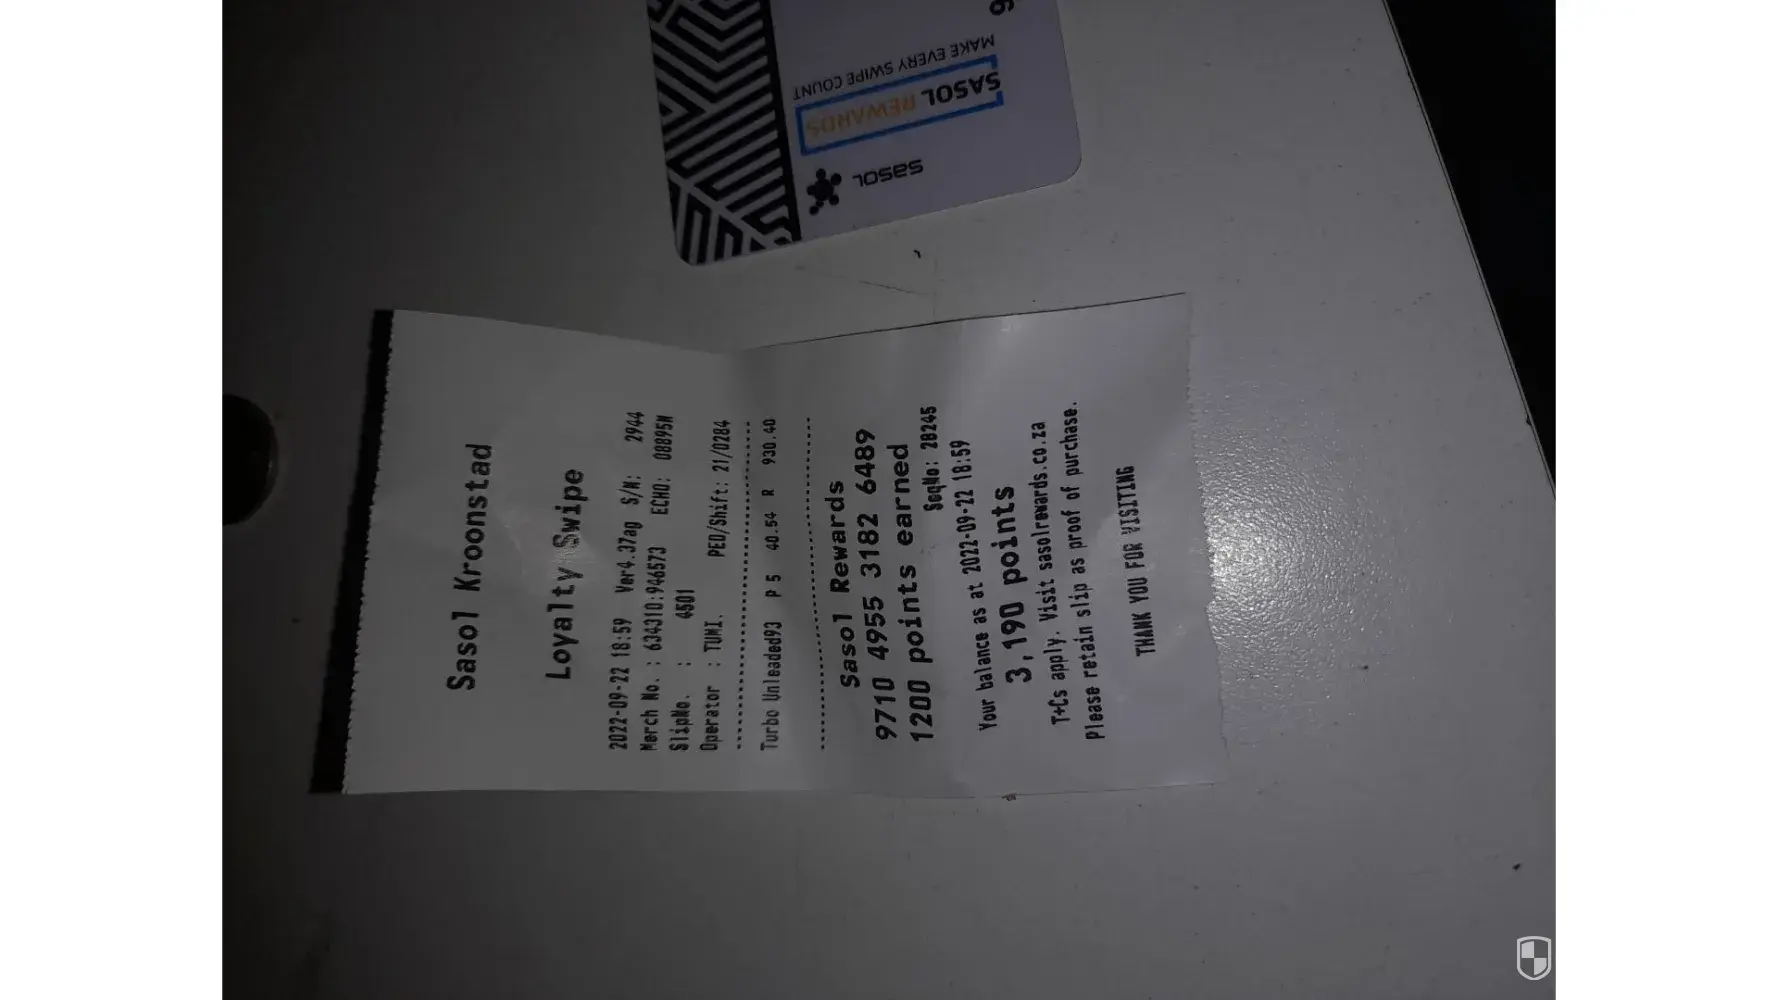 MAKE EVERY SWIPE COUNT
SASOL REWARDS
sasol
Sasol Kroonstad
Loyalty Swipe
2022-09-22 18:59 Ver4.37ag S/N: 2944
Merch No. : 634310:946573 ECHO: 08895N
SlipNo. : 4501
Operator : TUMI. PED/Shift: 21/0284
Turbo Unleaded93 P 5 40.54 R 930.40
Sasol Rewards
9710 4955 3182 6489
1200 points earned
SeqNo: 28245
Your balance as at 2022-09-22 18:59
3,190 points
T+Cs apply. Visit sasolrewards.co.za
Please retain slip as proof of purchase.
THANK YOU FOR VISITING